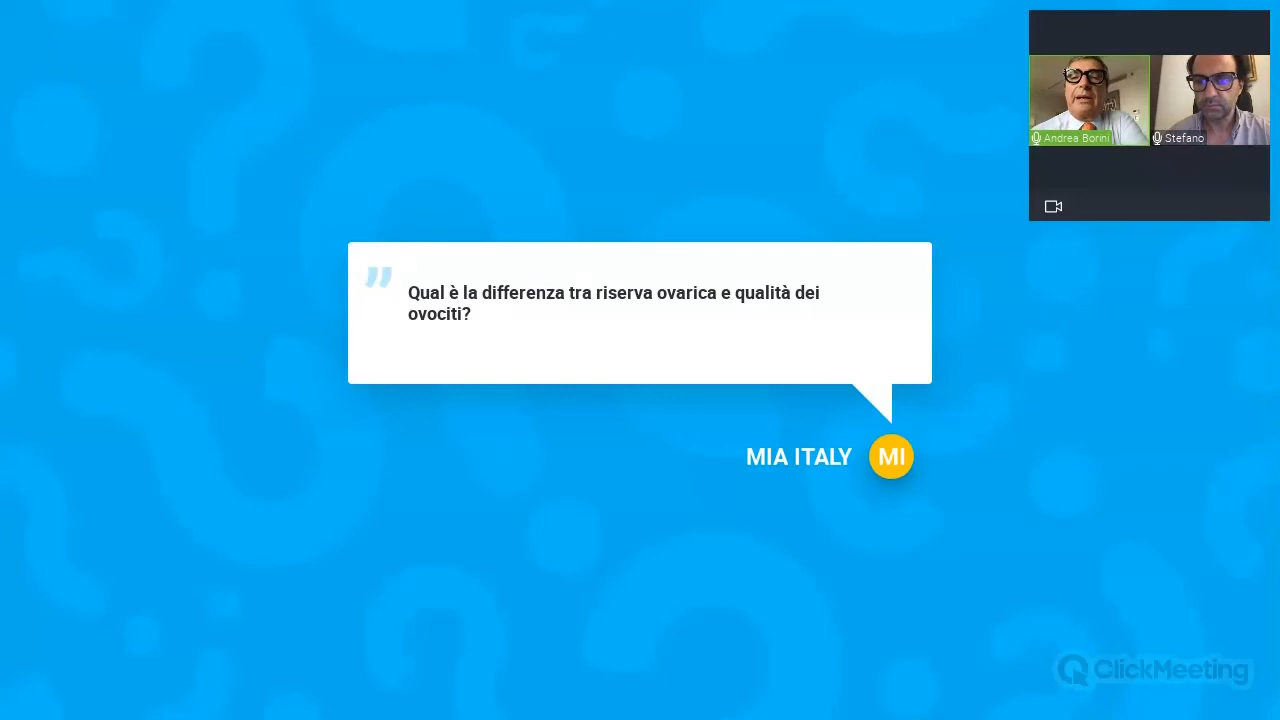 Andrea Borini
Stefano
Qual è la differenza tra riserva ovarica e qualità dei
ovociti?
MIA ITALY
MI
ClickMeeting